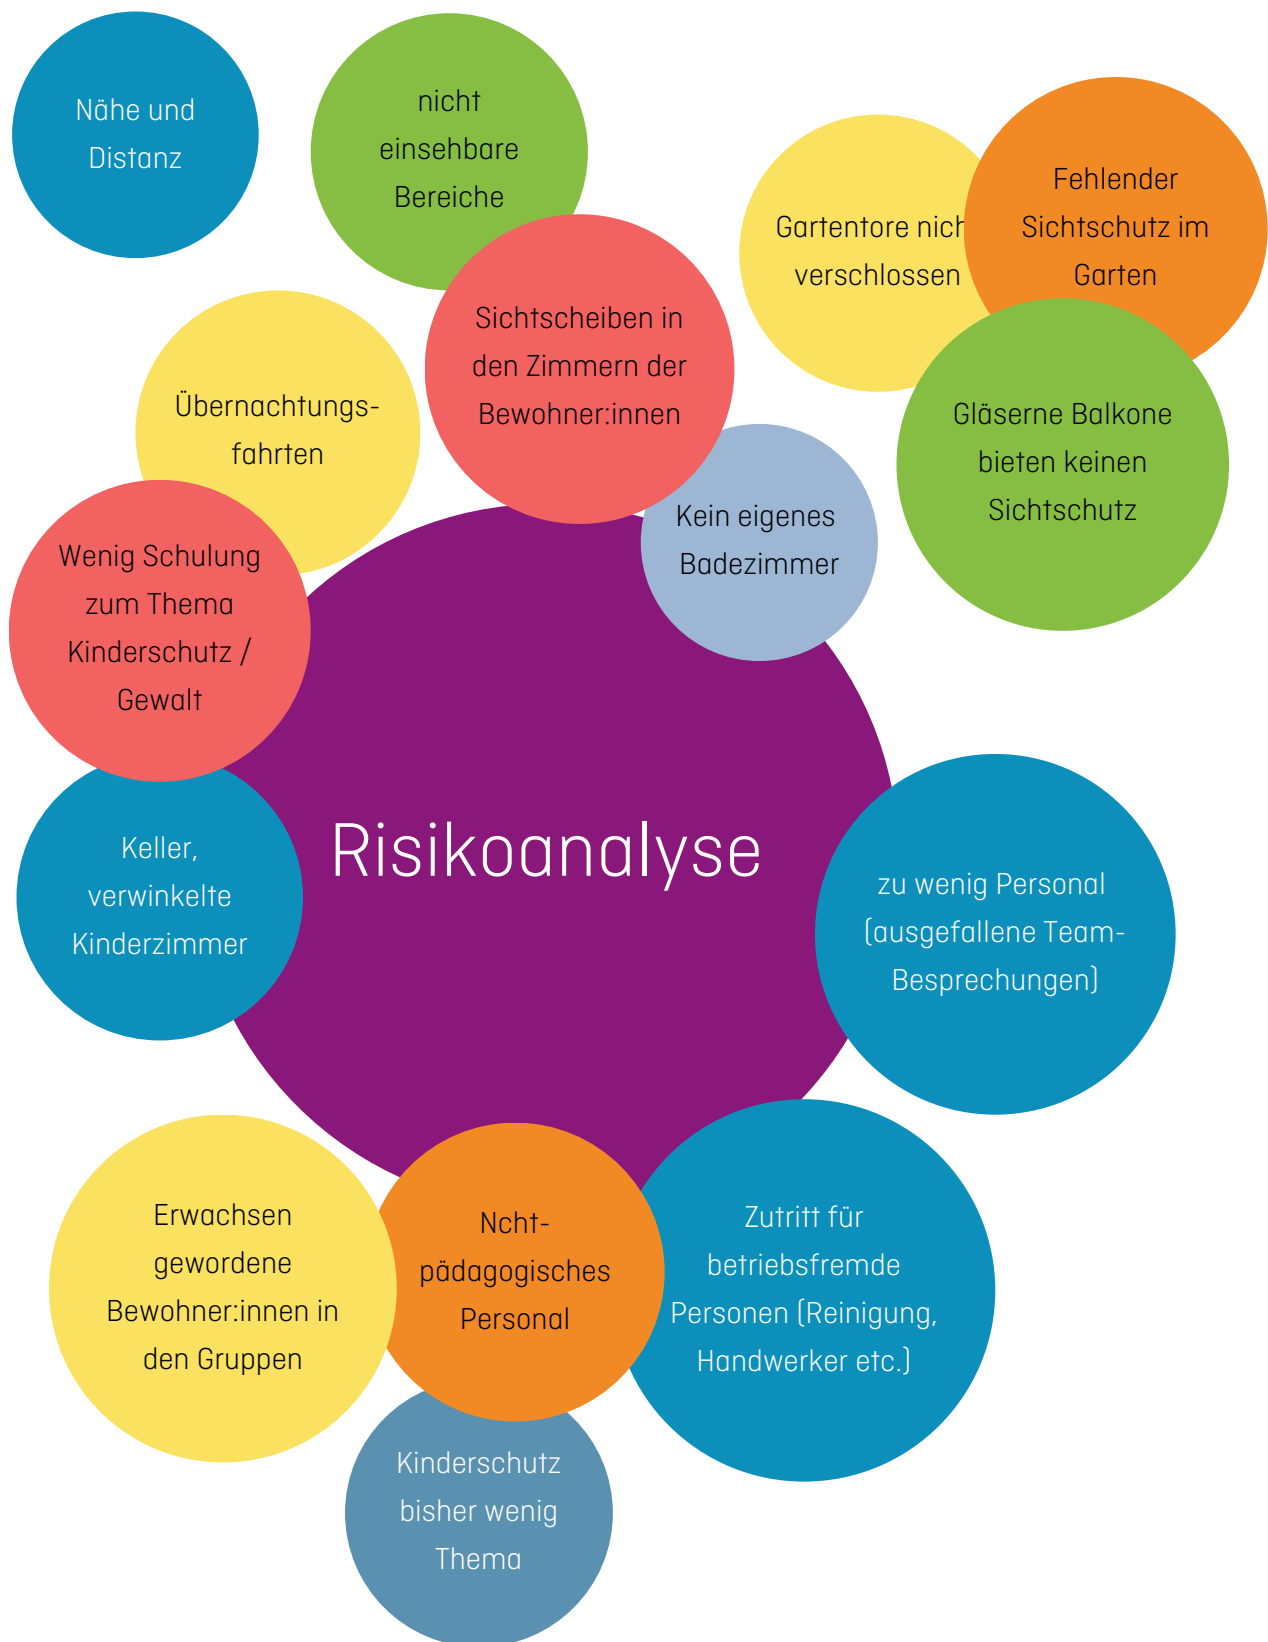 Nähe und
Distanz
nicht
einsehbare
Bereiche
Fehlender
Sichtschutz im
Garten
Gartentore nich
verschlossen
Sichtscheiben in
den Zimmern der
Bewohner:innen
Übernachtungs-
fahrten
Gläserne Balkone
bieten keinen
Sichtschutz
Kein eigenes
Badezimmer
Wenig Schulung
zum Thema
Kinderschutz /
Gewalt
Risikoanalyse
Keller,
verwinkelte
Kinderzimmer
zu wenig Personal
(ausgefallene Team-
Besprechungen)
Erwachsen
gewordene
Bewohner:innen in
den Gruppen
Ncht-
pädagogisches
Personal
Zutritt für
betriebsfremde
Personen (Reinigung,
Handwerker etc.)
Kinderschutz
bisher wenig
Thema